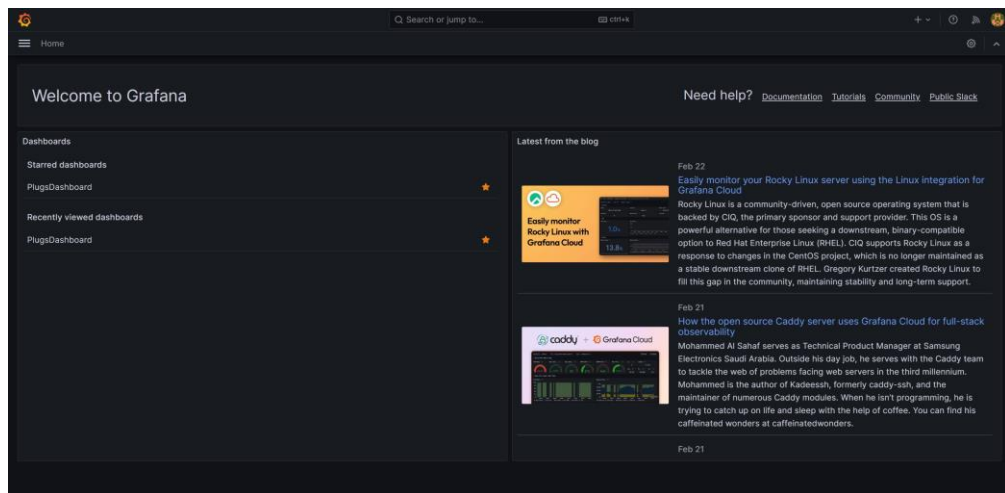 Search or jump to...
ctrl+k
Home
Welcome to Grafana
Need help?
Documentation
Tutorials
Community
Public Slack
Dashboards
Starred dashboards
PlugsDashboard
Recently viewed dashboards
PlugsDashboard
Latest from the blog
Feb 22
Easily monitor your Rocky Linux server using the Linux integration for
Grafana Cloud
Easily monitor
Rocky Linux with
Grafana Cloud
1.0%
13.8%
Rocky Linux is a community-driven, open source operating system that is
backed by CIQ, the primary sponsor and support provider. This OS is a
powerful alternative for those seeking a downstream, binary-compatible
option to Red Hat Enterprise Linux (RHEL). CIQ supports Rocky Linux as a
response to changes in the CentOS project, which is no longer maintained as
a stable downstream clone of RHEL. Gregory Kurtzer created Rocky Linux to
fill this gap in the community, maintaining stability and long-term support.
Feb 21
How the open source Caddy server uses Grafana Cloud for full-stack
observability
caddy + Grafana Cloud
Mohammed Al Sahaf serves as Technical Product Manager at Samsung
Electronics Saudi Arabia. Outside his day job, he serves with the Caddy team
to tackle the web of problems facing web servers in the third millennium.
Mohammed is the author of Kadeessh, formerly caddy-ssh, and the
maintainer of numerous Caddy modules. When he isn't programming, he is
trying to catch up on life and sleep with the help of coffee. You can find his
caffeinated wonders at caffeinatedwonders.
Feb 21